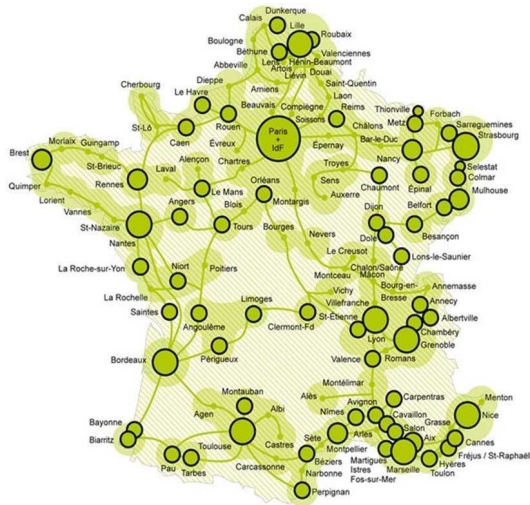 Dunkerque
Calais
Lille
Roubaix
Boulogne
Valenciennes
Béthune
Lens
Hénin-Beaumont
Artois
Douai
Abbeville
Liévin
Cherbourg
Dieppe
Amiens
Saint-Quentin
Le Havre
Laon
Beauvais
Compiègne
Reims
Thionville
Forbach
St-Lô
Rouen
Soissons
Metz
Sarreguemines
Caen
Paris
+
IdF
Châlons
Strasbourg
Morlaix
Guingamp
Évreux
Bar-le-Duc
Brest
St-Brieuc
Alençon
Épernay
Nancy
Laval
Chartres
Troyes
Selestat
Quimper
Rennes
Orléans
Sens
Chaumont
Épinal
Colmar
Le Mans
Lorient
Angers
Blois
Montargis
Auxerre
Mulhouse
Vannes
Dijon
Belfort
St-Nazaire
Tours
Bourges
Dole
Besançon
Nantes
Nevers
Le Creusot
Lons-le-Saunier
La Roche-sur-Yon
Niort
Poitiers
Montceau
Chalon/Saône
Mâcon
Bourg-en-
Bresse
Annemasse
La Rochelle
Vichy
Villefranche
Annecy
Saintes
Limoges
St-Étienne
Albertville
Angoulême
Clermont-Fd
Lyon
Chambéry
Grenoble
Bordeaux
Périgueux
Valence
Romans
Montélimar
Montauban
Alès
Carpentras
Menton
Agen
Albi
Avignon
Cavaillon
Grasse
Nice
Bayonne
Nîmes
Salon
Biarritz
Toulouse
Castres
Sète
Arles
Aix
Cannes
Montpellier
Pau
Béziers
Martigues
Fréjus / St-Raphaël
Tarbes
Carcassonne
Narbonne
Istres
Marseille
Hyères
Fos-sur-Mer
Toulon
Perpignan